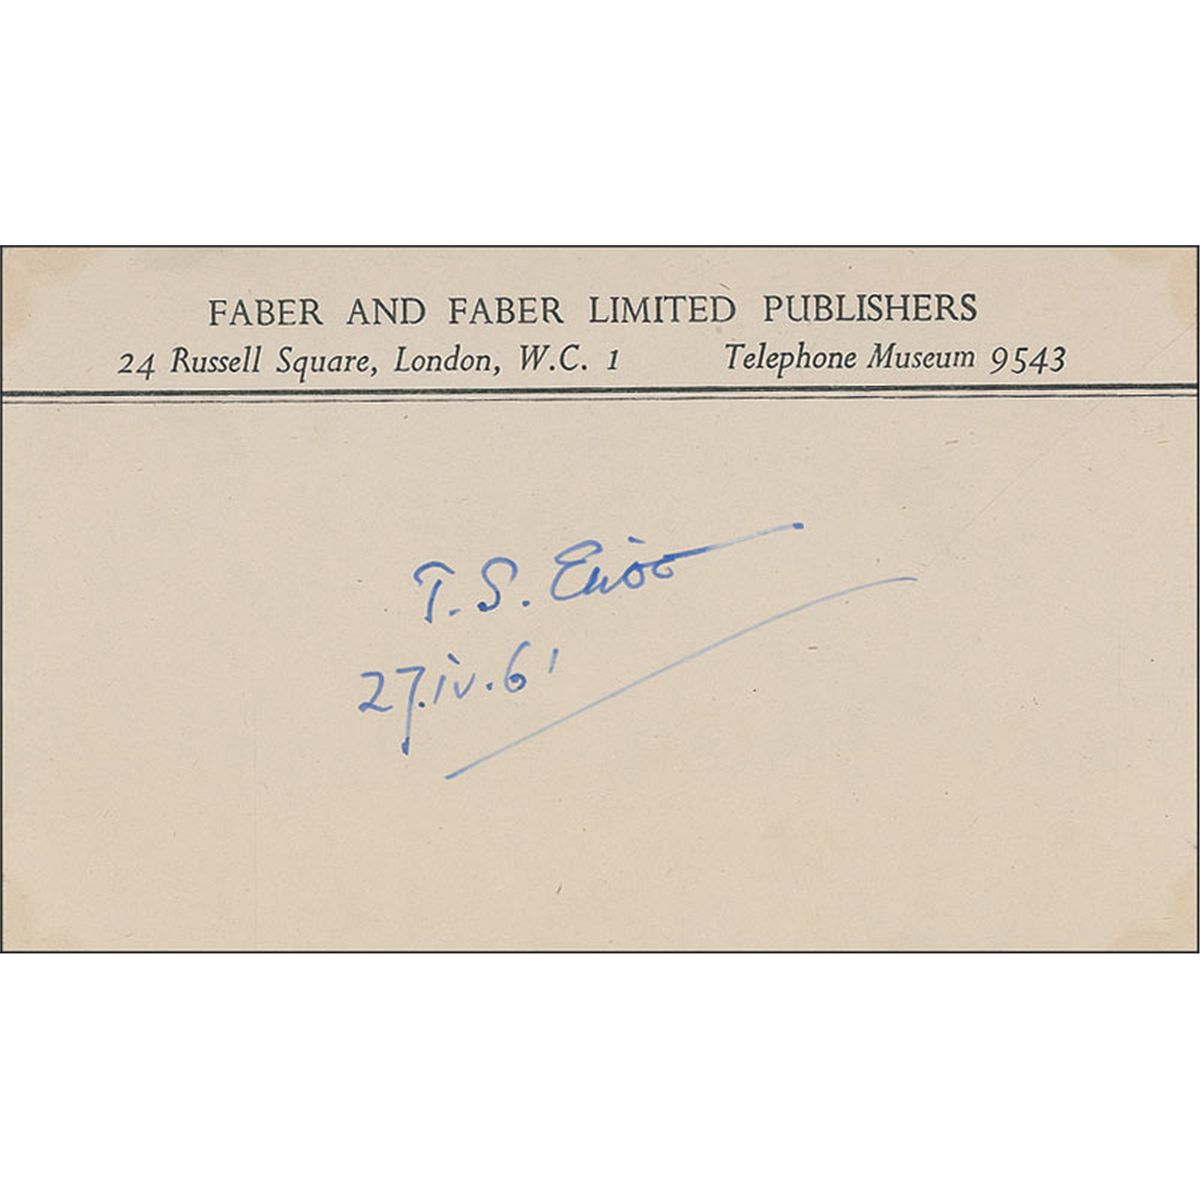 FABER AND FABER LIMITED PUBLISHERS
24 Russell Square, London, W.C. 1 Telephone Museum 9543
T. S. Eliot
27.iv.61